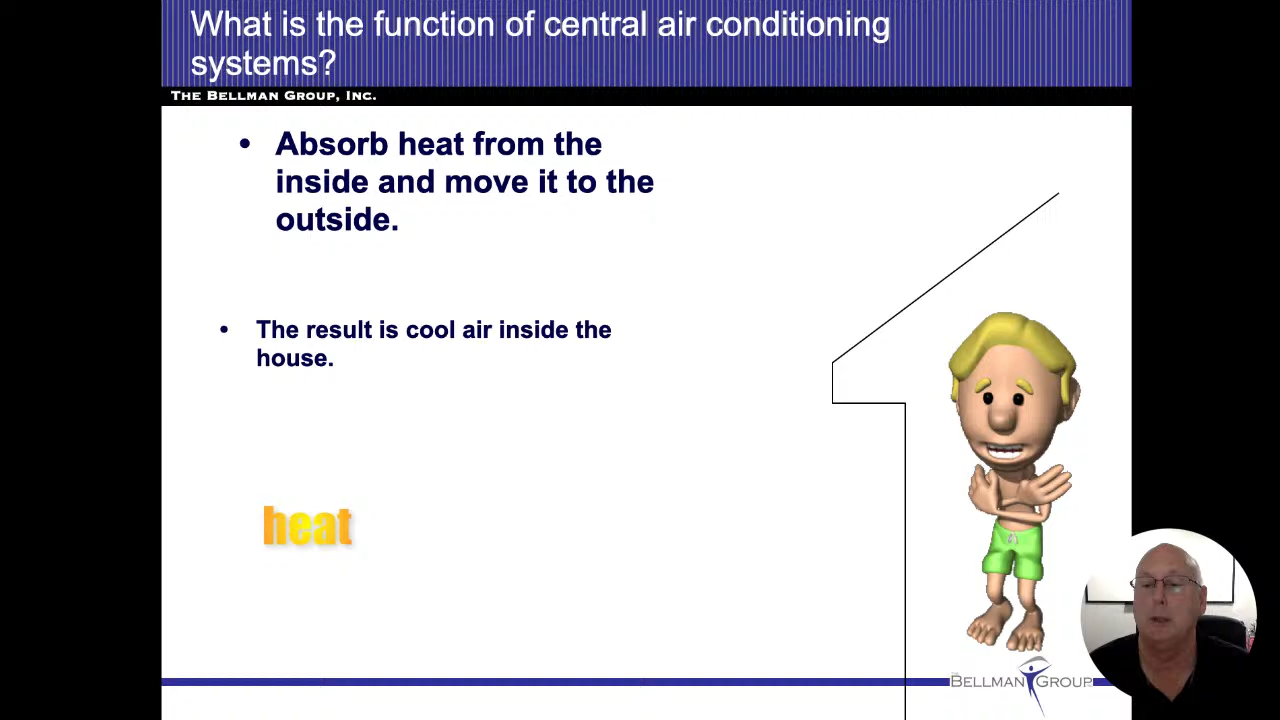 What is the function of central air conditioning
systems?
THE BELLMAN GROUP, INC.
• Absorb heat from the
inside and move it to the
outside.
• The result is cool air inside the
house.
heat
THE BELLMAN GROUP